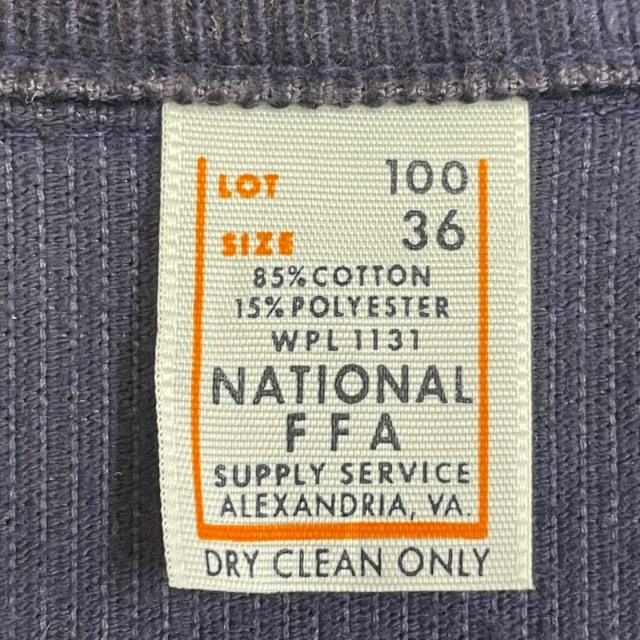 LOT 100
SIZE 36
85% COTTON
15% POLYESTER
WPL 1131
NATIONAL
FFA
SUPPLY SERVICE
ALEXANDRIA, VA.
DRY CLEAN ONLY